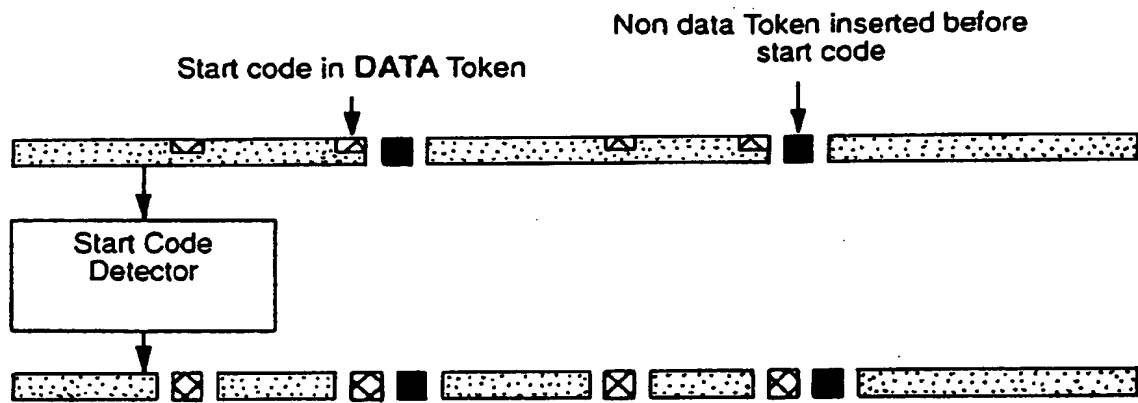 Non data Token inserted before
start code
Start code in DATA Token
Start Code
Detector